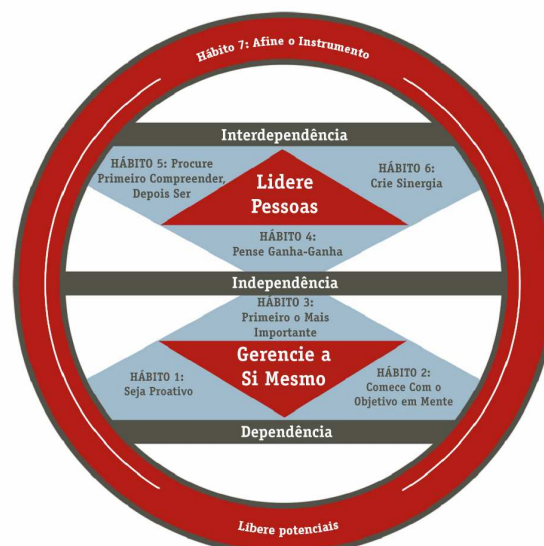 Hábito 7: Afine o Instrumento
Interdependência
HÁBITO 5: Procure
Primeiro Compreender,
Depois Ser
HÁBITO 6:
Crie Sinergia
Lidere
Pessoas
HÁBITO 4:
Pense Ganha-Ganha
Independência
HÁBITO 3:
Primeiro o Mais
Importante
Gerencie a
Si Mesmo
HÁBITO 1:
Seja Proativo
HÁBITO 2:
Comece Com o
Objetivo em Mente
Dependência
Libere potenciais